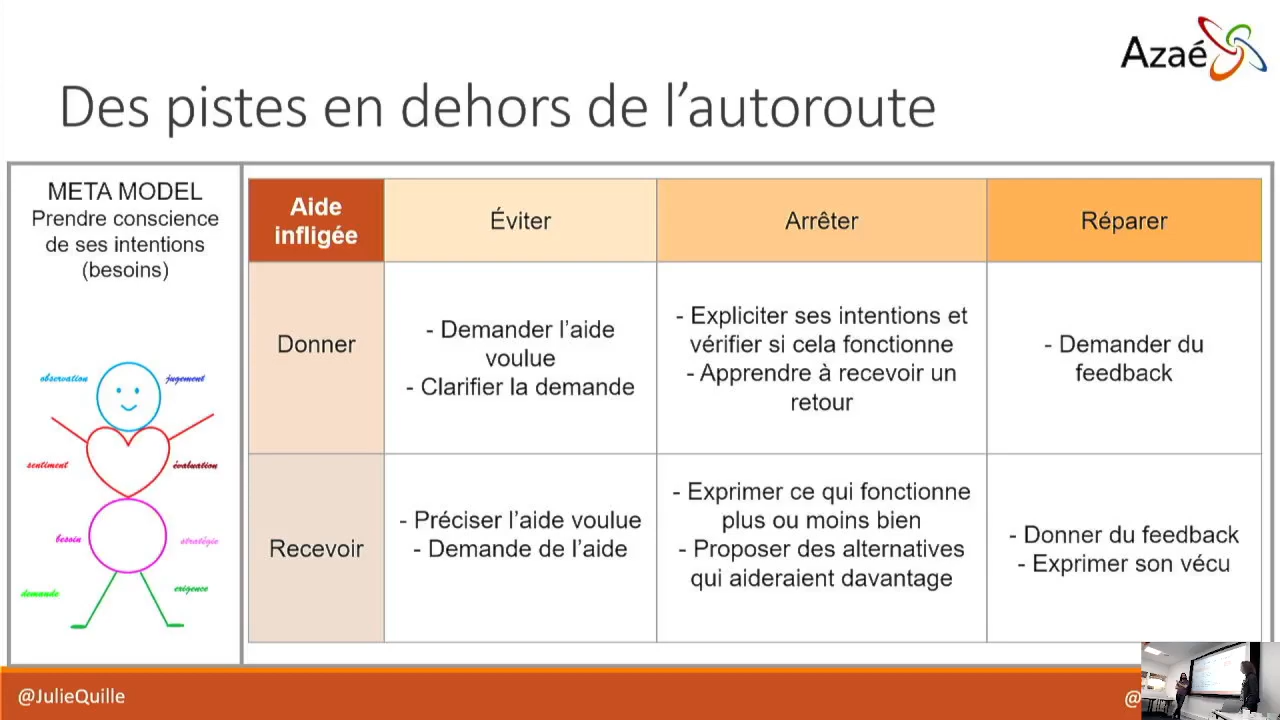 Azaé
Des pistes en dehors de l’autoroute
META MODEL
Prendre conscience
de ses intentions
(besoins)
observation
jugement
sentiment
évaluation
besoin
stratégie
demande
exigence
Aide
infligée
Éviter
Arrêter
Réparer
Donner
- Demander l’aide
voulue
- Clarifier la demande
- Expliciter ses intentions et
vérifier si cela fonctionne
- Apprendre à recevoir un
retour
- Demander du
feedback
Recevoir
- Préciser l’aide voulue
- Demande de l’aide
- Exprimer ce qui fonctionne
plus ou moins bien
- Proposer des alternatives
qui aideraient davantage
- Donner du feedback
- Exprimer son vécu
@JulieQuille
@